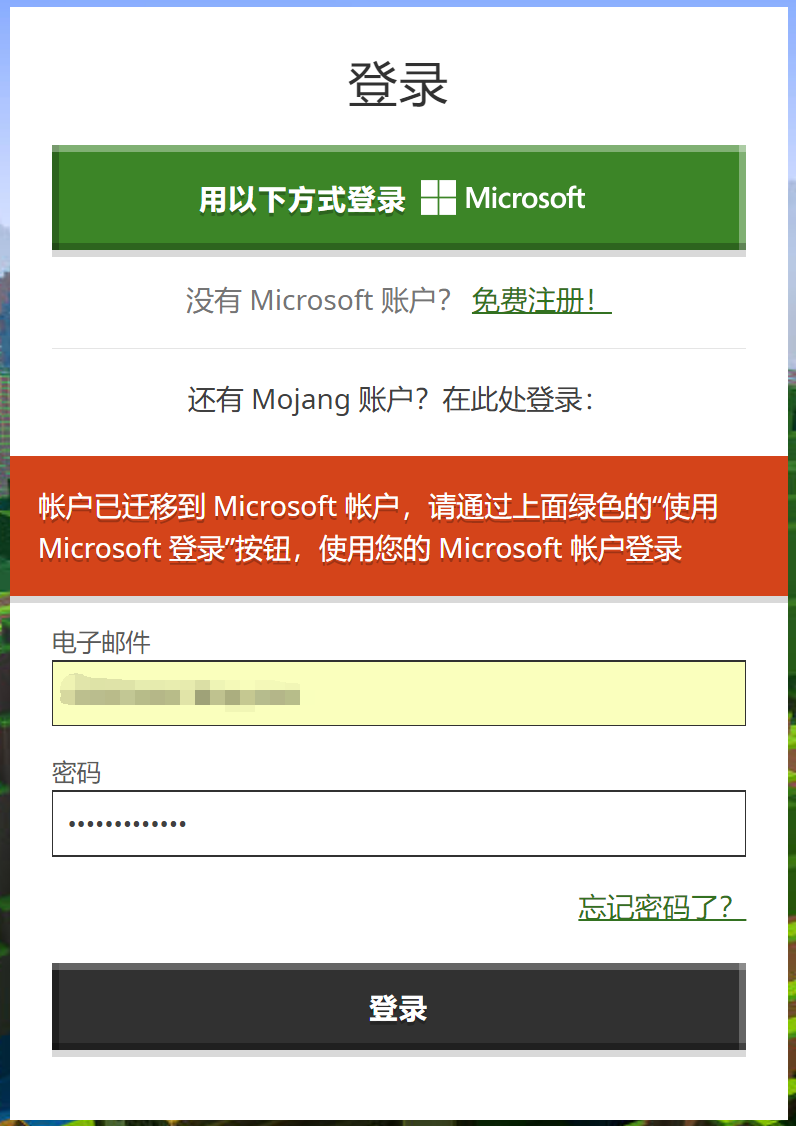 登录
用以下方式登录 Microsoft
没有 Microsoft 账户？ 免费注册！
还有 Mojang 账户？在此处登录：
帐户已迁移到 Microsoft 帐户，请通过上面绿色的“使用
Microsoft 登录”按钮，使用您的 Microsoft 帐户登录
电子邮件
密码
•••••••••••••
忘记密码了？
登录